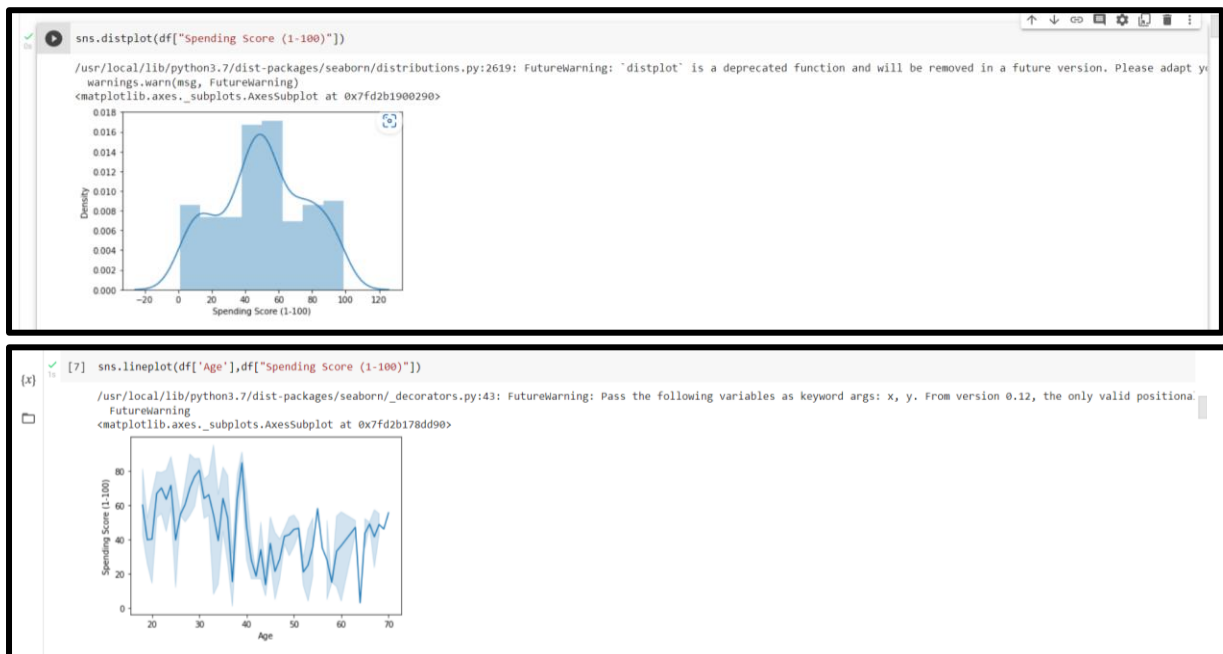 sns.distplot(df["Spending Score (1-100)"])
0s
/usr/local/lib/python3.7/dist-packages/seaborn/distributions.py:2619: FutureWarning: `distplot` is a deprecated function and will be removed in a future version. Please adapt
warnings.warn(msg, FutureWarning)
<matplotlib.axes._subplots.AxesSubplot at 0x7fd2b1900290>
0.018
0.016
0.014
0.012
0.010
0.008
0.006
0.004
0.002
0.000
Density
−20 0 20 40 60 80 100 120
Spending Score (1-100)
{x}
1s
[7] sns.lineplot(df['Age'],df["Spending Score (1-100)"])
/usr/local/lib/python3.7/dist-packages/seaborn/_decorators.py:43: FutureWarning: Pass the following variables as keyword args: x, y. From version 0.12, the only valid positional
FutureWarning
<matplotlib.axes._subplots.AxesSubplot at 0x7fd2b178dd90>
80
60
40
20
0
Spending Score (1-100)
20 30 40 50 60 70
Age